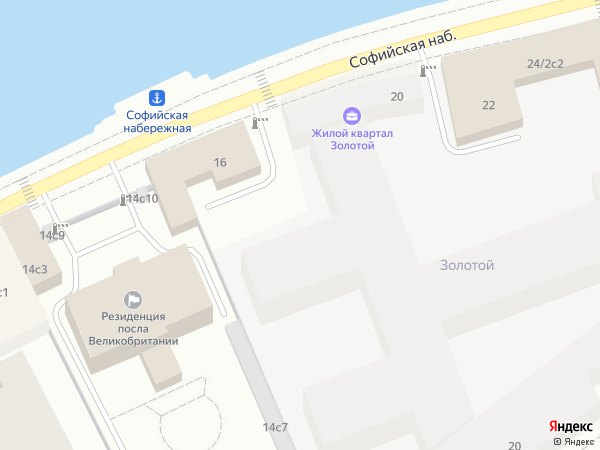 Софийская наб.
24/2с2
20
22
Софийская
набережная
Жилой квартал
Золотой
16
14с10
14с9
14с3
с1
Золотой
Резиденция
посла
Великобритании
14с7
20
Яндекс
© Яндекс